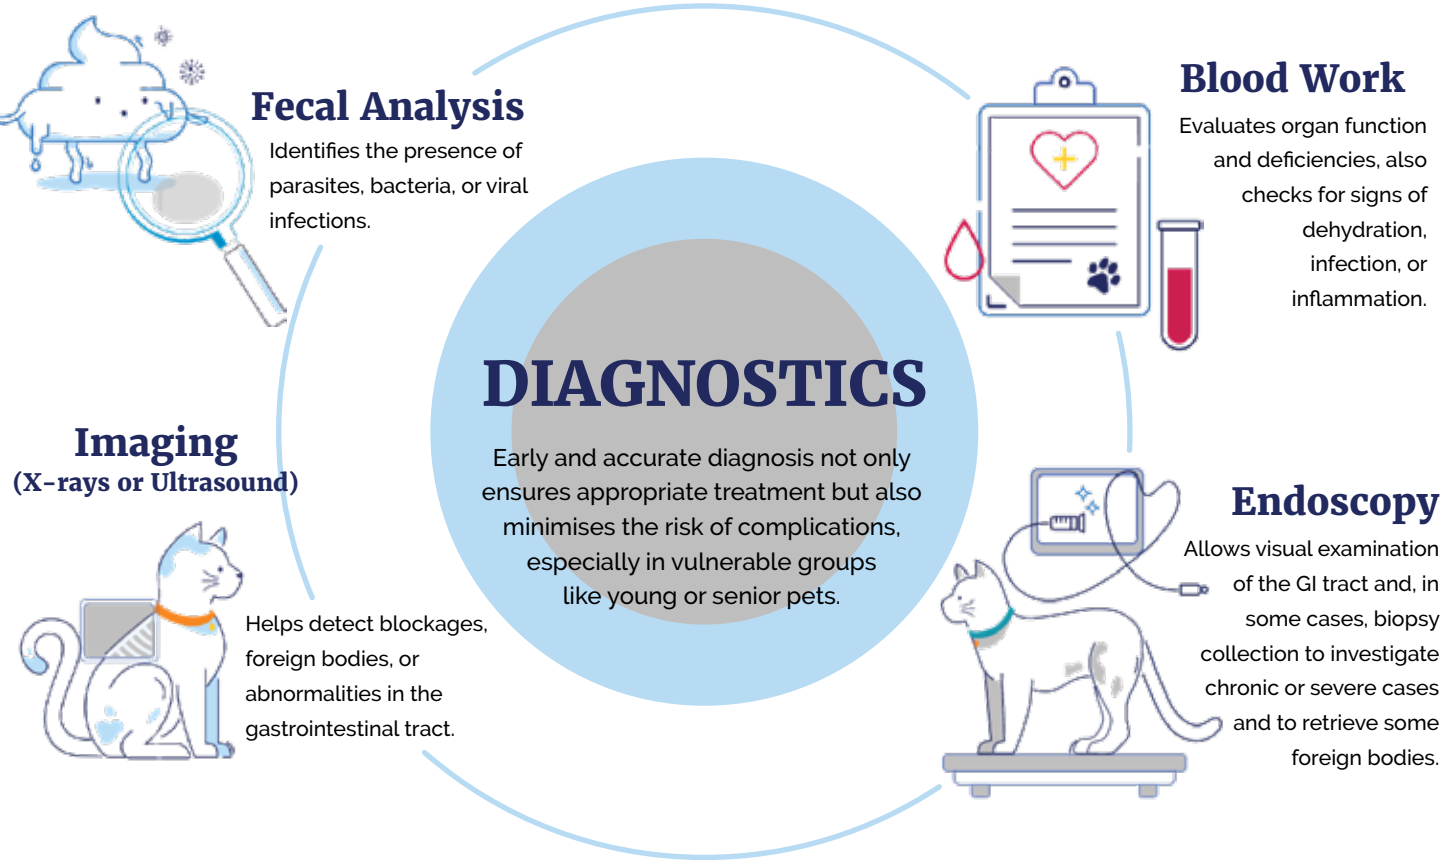 Fecal Analysis
Identifies the presence of
parasites, bacteria, or viral
infections.
Blood Work
Evaluates organ function
and deficiencies, also
checks for signs of
dehydration,
infection, or
inflammation.
DIAGNOSTICS
Early and accurate diagnosis not only
ensures appropriate treatment but also
minimises the risk of complications,
especially in vulnerable groups
like young or senior pets.
Imaging
(X-rays or Ultrasound)
Helps detect blockages,
foreign bodies, or
abnormalities in the
gastrointestinal tract.
Endoscopy
Allows visual examination
of the GI tract and, in
some cases, biopsy
collection to investigate
chronic or severe cases
and to retrieve some
foreign bodies.